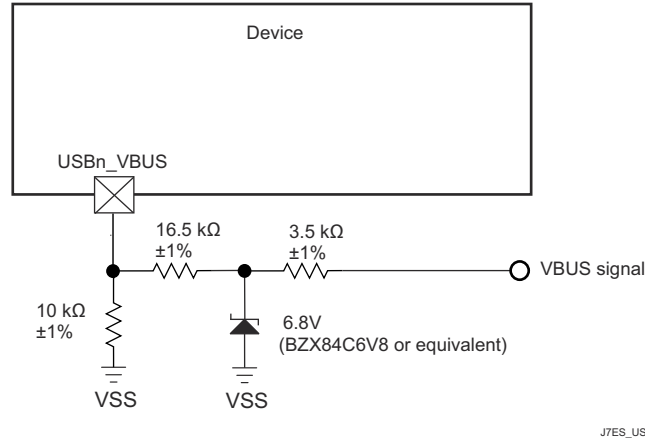 Device
USBn_VBUS
16.5 kΩ
±1%
3.5 kΩ
±1%
VBUS signal
10 kΩ
±1%
6.8V
(BZX84C6V8 or equivalent)
VSS
VSS
J7ES_US